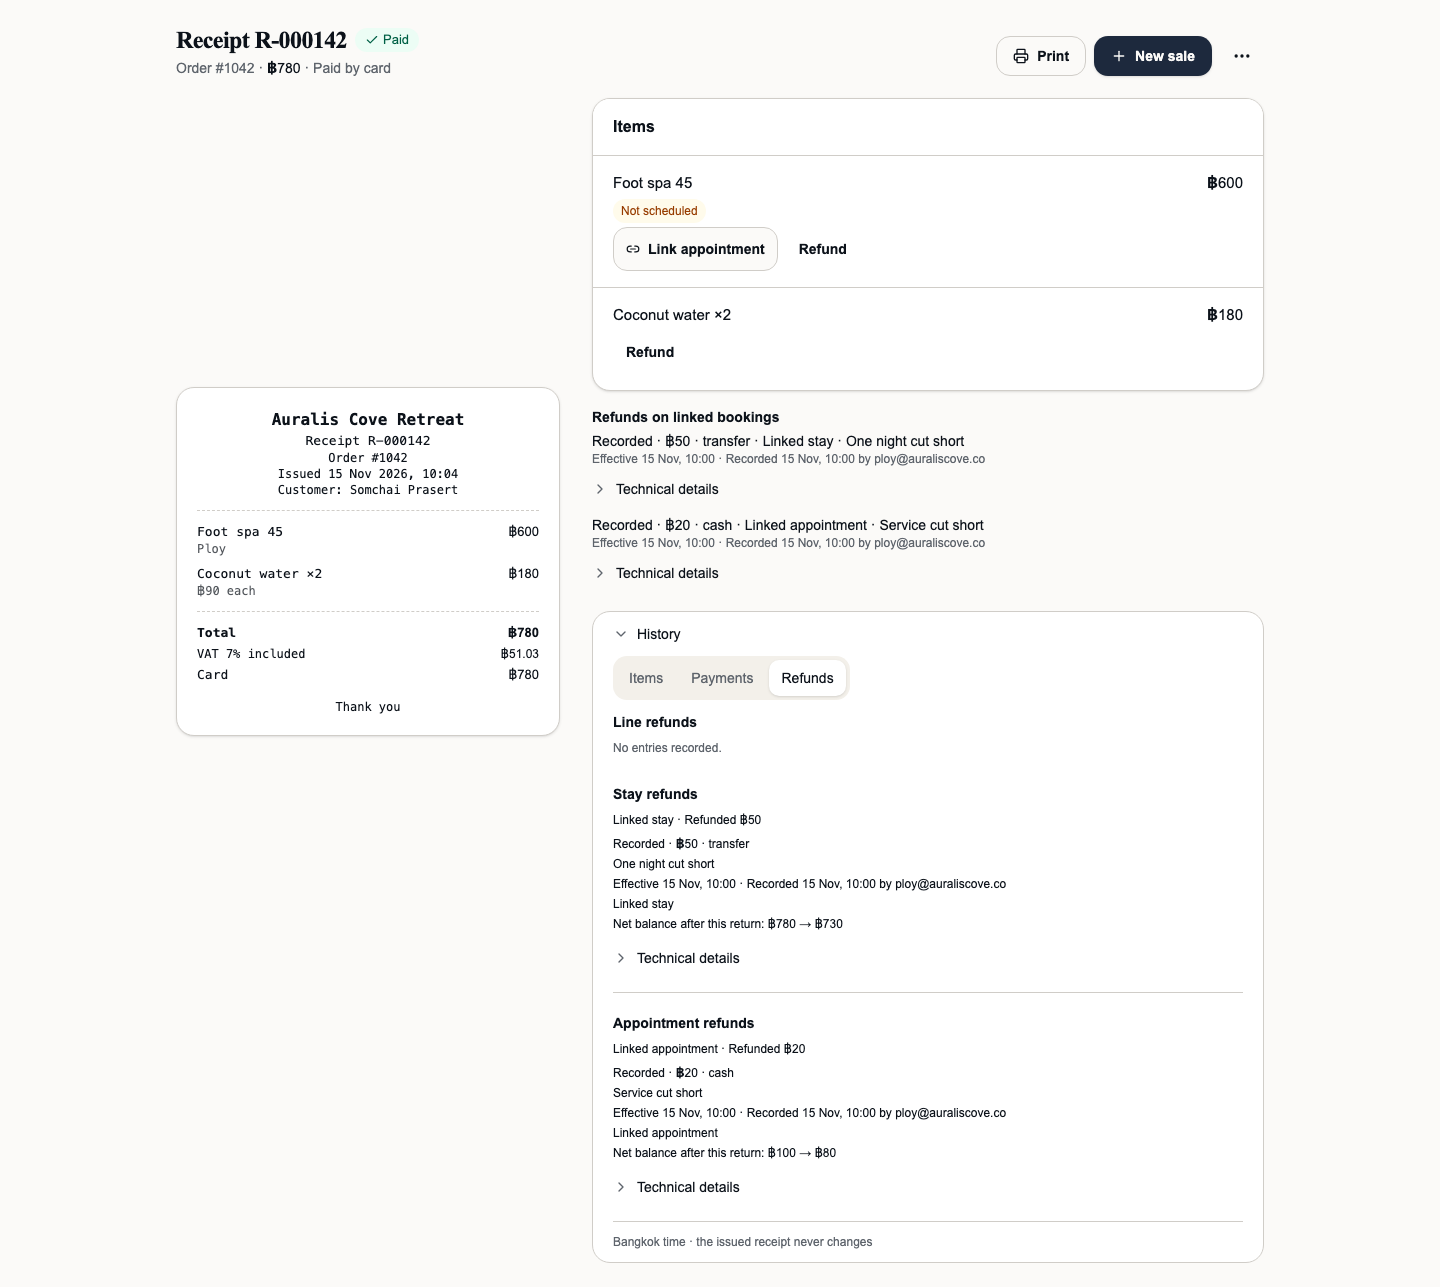 Receipt R-000142
Paid
Order #1042 · ฿780 · Paid by card
Print
New sale
Items
Foot spa 45 ฿600
Not scheduled
Link appointment
Refund
Coconut water ×2 ฿180
Refund
Auralis Cove Retreat
Receipt R-000142
Order #1042
Issued 15 Nov 2026, 10:04
Customer: Somchai Prasert
Foot spa 45 ฿600
Ploy
Coconut water ×2 ฿180
฿90 each
Total ฿780
VAT 7% included ฿51.03
Card ฿780
Thank you
Refunds on linked bookings
Recorded · ฿50 · transfer · Linked stay · One night cut short
Effective 15 Nov, 10:00 · Recorded 15 Nov, 10:00 by ploy@auraliscove.co
Technical details
Recorded · ฿20 · cash · Linked appointment · Service cut short
Effective 15 Nov, 10:00 · Recorded 15 Nov, 10:00 by ploy@auraliscove.co
Technical details
History
Items Payments Refunds
Line refunds
No entries recorded.
Stay refunds
Linked stay · Refunded ฿50
Recorded · ฿50 · transfer
One night cut short
Effective 15 Nov, 10:00 · Recorded 15 Nov, 10:00 by ploy@auraliscove.co
Linked stay
Net balance after this return: ฿780 → ฿730
Technical details
Appointment refunds
Linked appointment · Refunded ฿20
Recorded · ฿20 · cash
Service cut short
Effective 15 Nov, 10:00 · Recorded 15 Nov, 10:00 by ploy@auraliscove.co
Linked appointment
Net balance after this return: ฿100 → ฿80
Technical details
Bangkok time · the issued receipt never changes